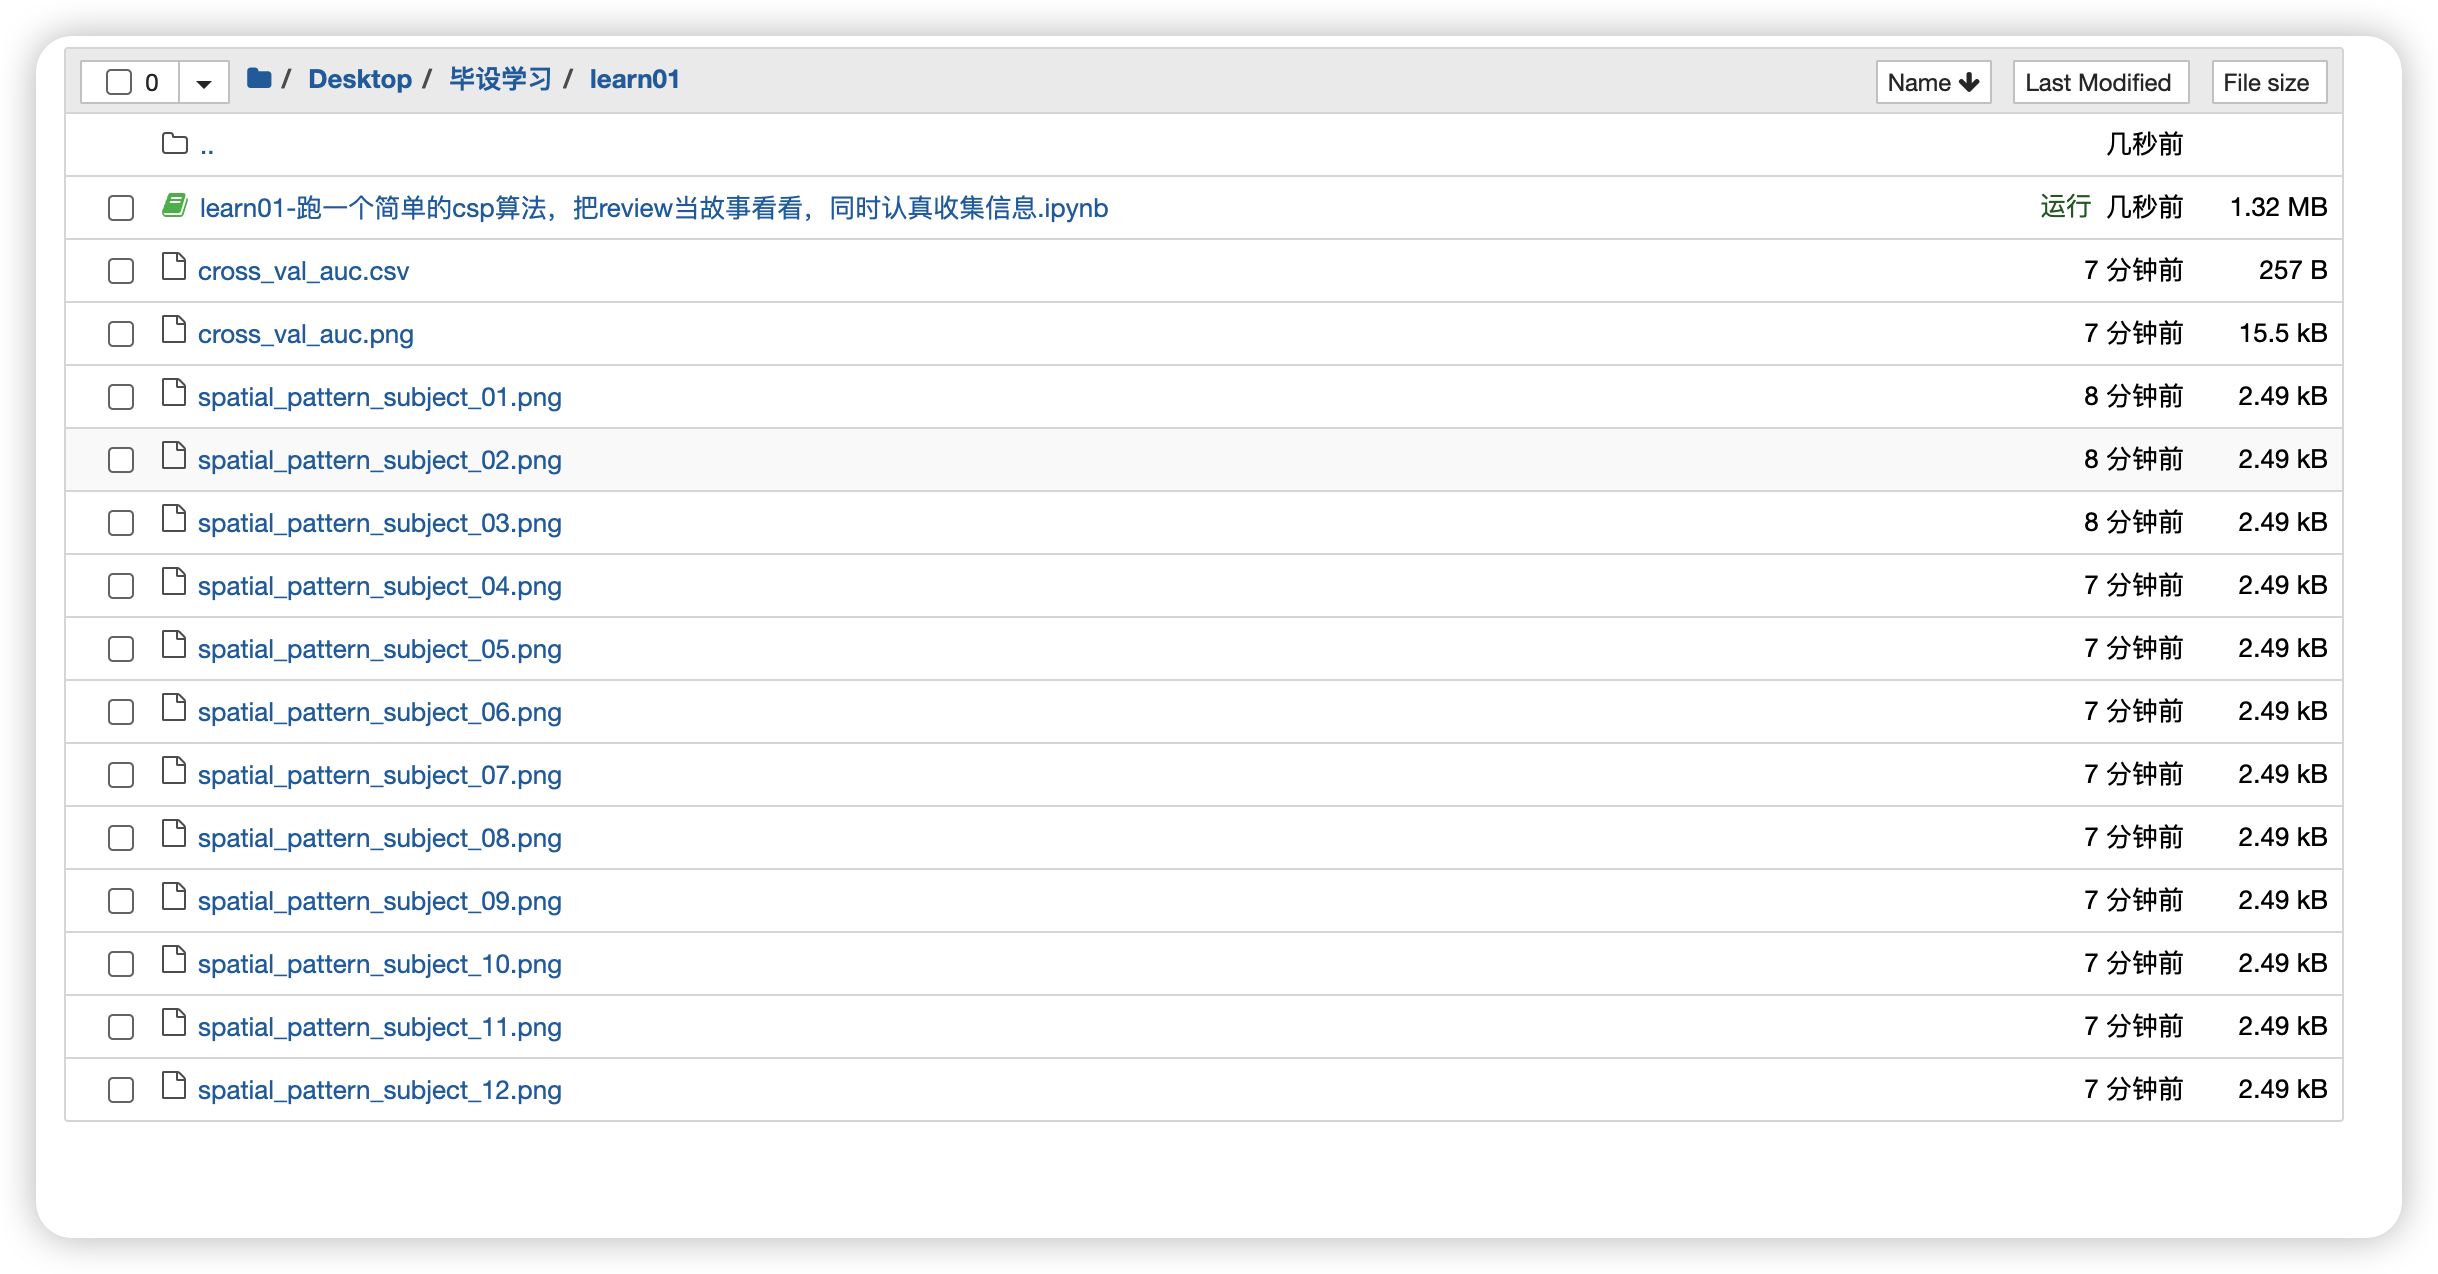 0 / Desktop / 毕设学习 / learn01 Name Last Modified File size
.. 几秒前
learn01-跑一个简单的csp算法，把review当故事看看，同时认真收集信息.ipynb 运行 几秒前 1.32 MB
cross_val_auc.csv 7 分钟前 257 B
cross_val_auc.png 7 分钟前 15.5 kB
spatial_pattern_subject_01.png 8 分钟前 2.49 kB
spatial_pattern_subject_02.png 8 分钟前 2.49 kB
spatial_pattern_subject_03.png 8 分钟前 2.49 kB
spatial_pattern_subject_04.png 7 分钟前 2.49 kB
spatial_pattern_subject_05.png 7 分钟前 2.49 kB
spatial_pattern_subject_06.png 7 分钟前 2.49 kB
spatial_pattern_subject_07.png 7 分钟前 2.49 kB
spatial_pattern_subject_08.png 7 分钟前 2.49 kB
spatial_pattern_subject_09.png 7 分钟前 2.49 kB
spatial_pattern_subject_10.png 7 分钟前 2.49 kB
spatial_pattern_subject_11.png 7 分钟前 2.49 kB
spatial_pattern_subject_12.png 7 分钟前 2.49 kB